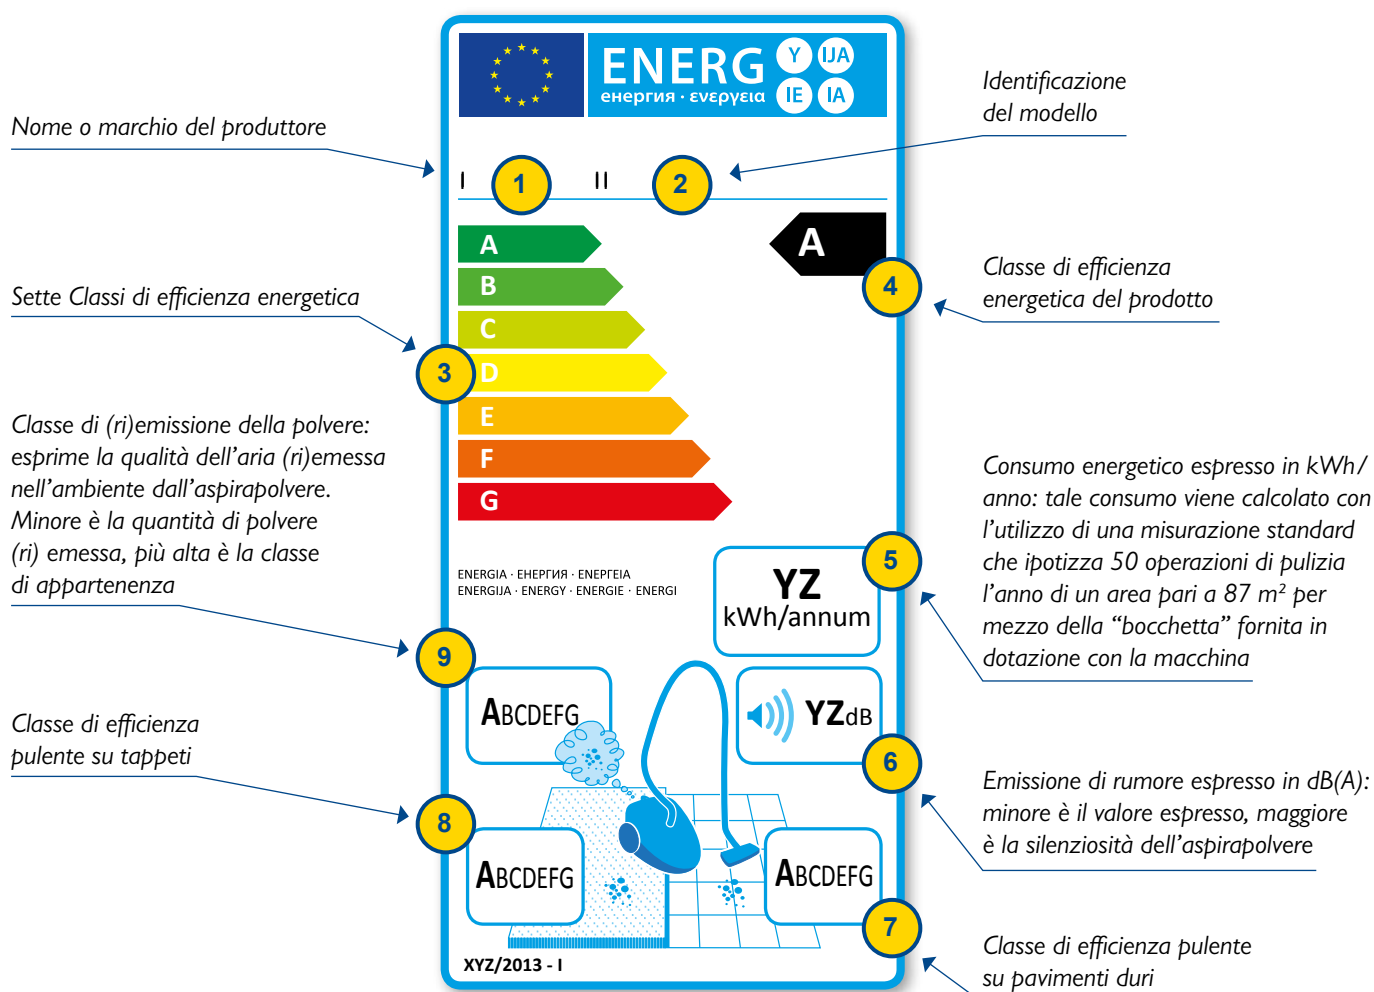 ENERG
енергия · ενεργεια
Y
IJA
IE
IA
Nome o marchio del produttore
Identificazione
del modello
I
1
II
2
A
B
C
D
E
F
G
A
4
Classe di efficienza
energetica del prodotto
Sette Classi di efficienza energetica
3
Classe di (ri)emissione della polvere:
esprime la qualità dell'aria (ri)emessa
nell'ambiente dall'aspirapolvere.
Minore è la quantità di polvere
(ri) emessa, più alta è la classe
di appartenenza
ENERGIA · ЕНЕРГИЯ · ΕΝΕΡΓΕΙΑ
ENERGIJA · ENERGY · ENERGIE · ENERGI
YZ
kWh/annum
5
Consumo energetico espresso in kWh/
anno: tale consumo viene calcolato con
l'utilizzo di una misurazione standard
che ipotizza 50 operazioni di pulizia
l'anno di un area pari a 87 m² per
mezzo della “bocchetta” fornita in
dotazione con la macchina
9
ABCDEFG
YZdB
6
Emissione di rumore espresso in dB(A):
minore è il valore espresso, maggiore
è la silenziosità dell'aspirapolvere
Classe di efficienza
pulente su tappeti
8
ABCDEFG
ABCDEFG
7
Classe di efficienza pulente
su pavimenti duri
XYZ/2013 - I